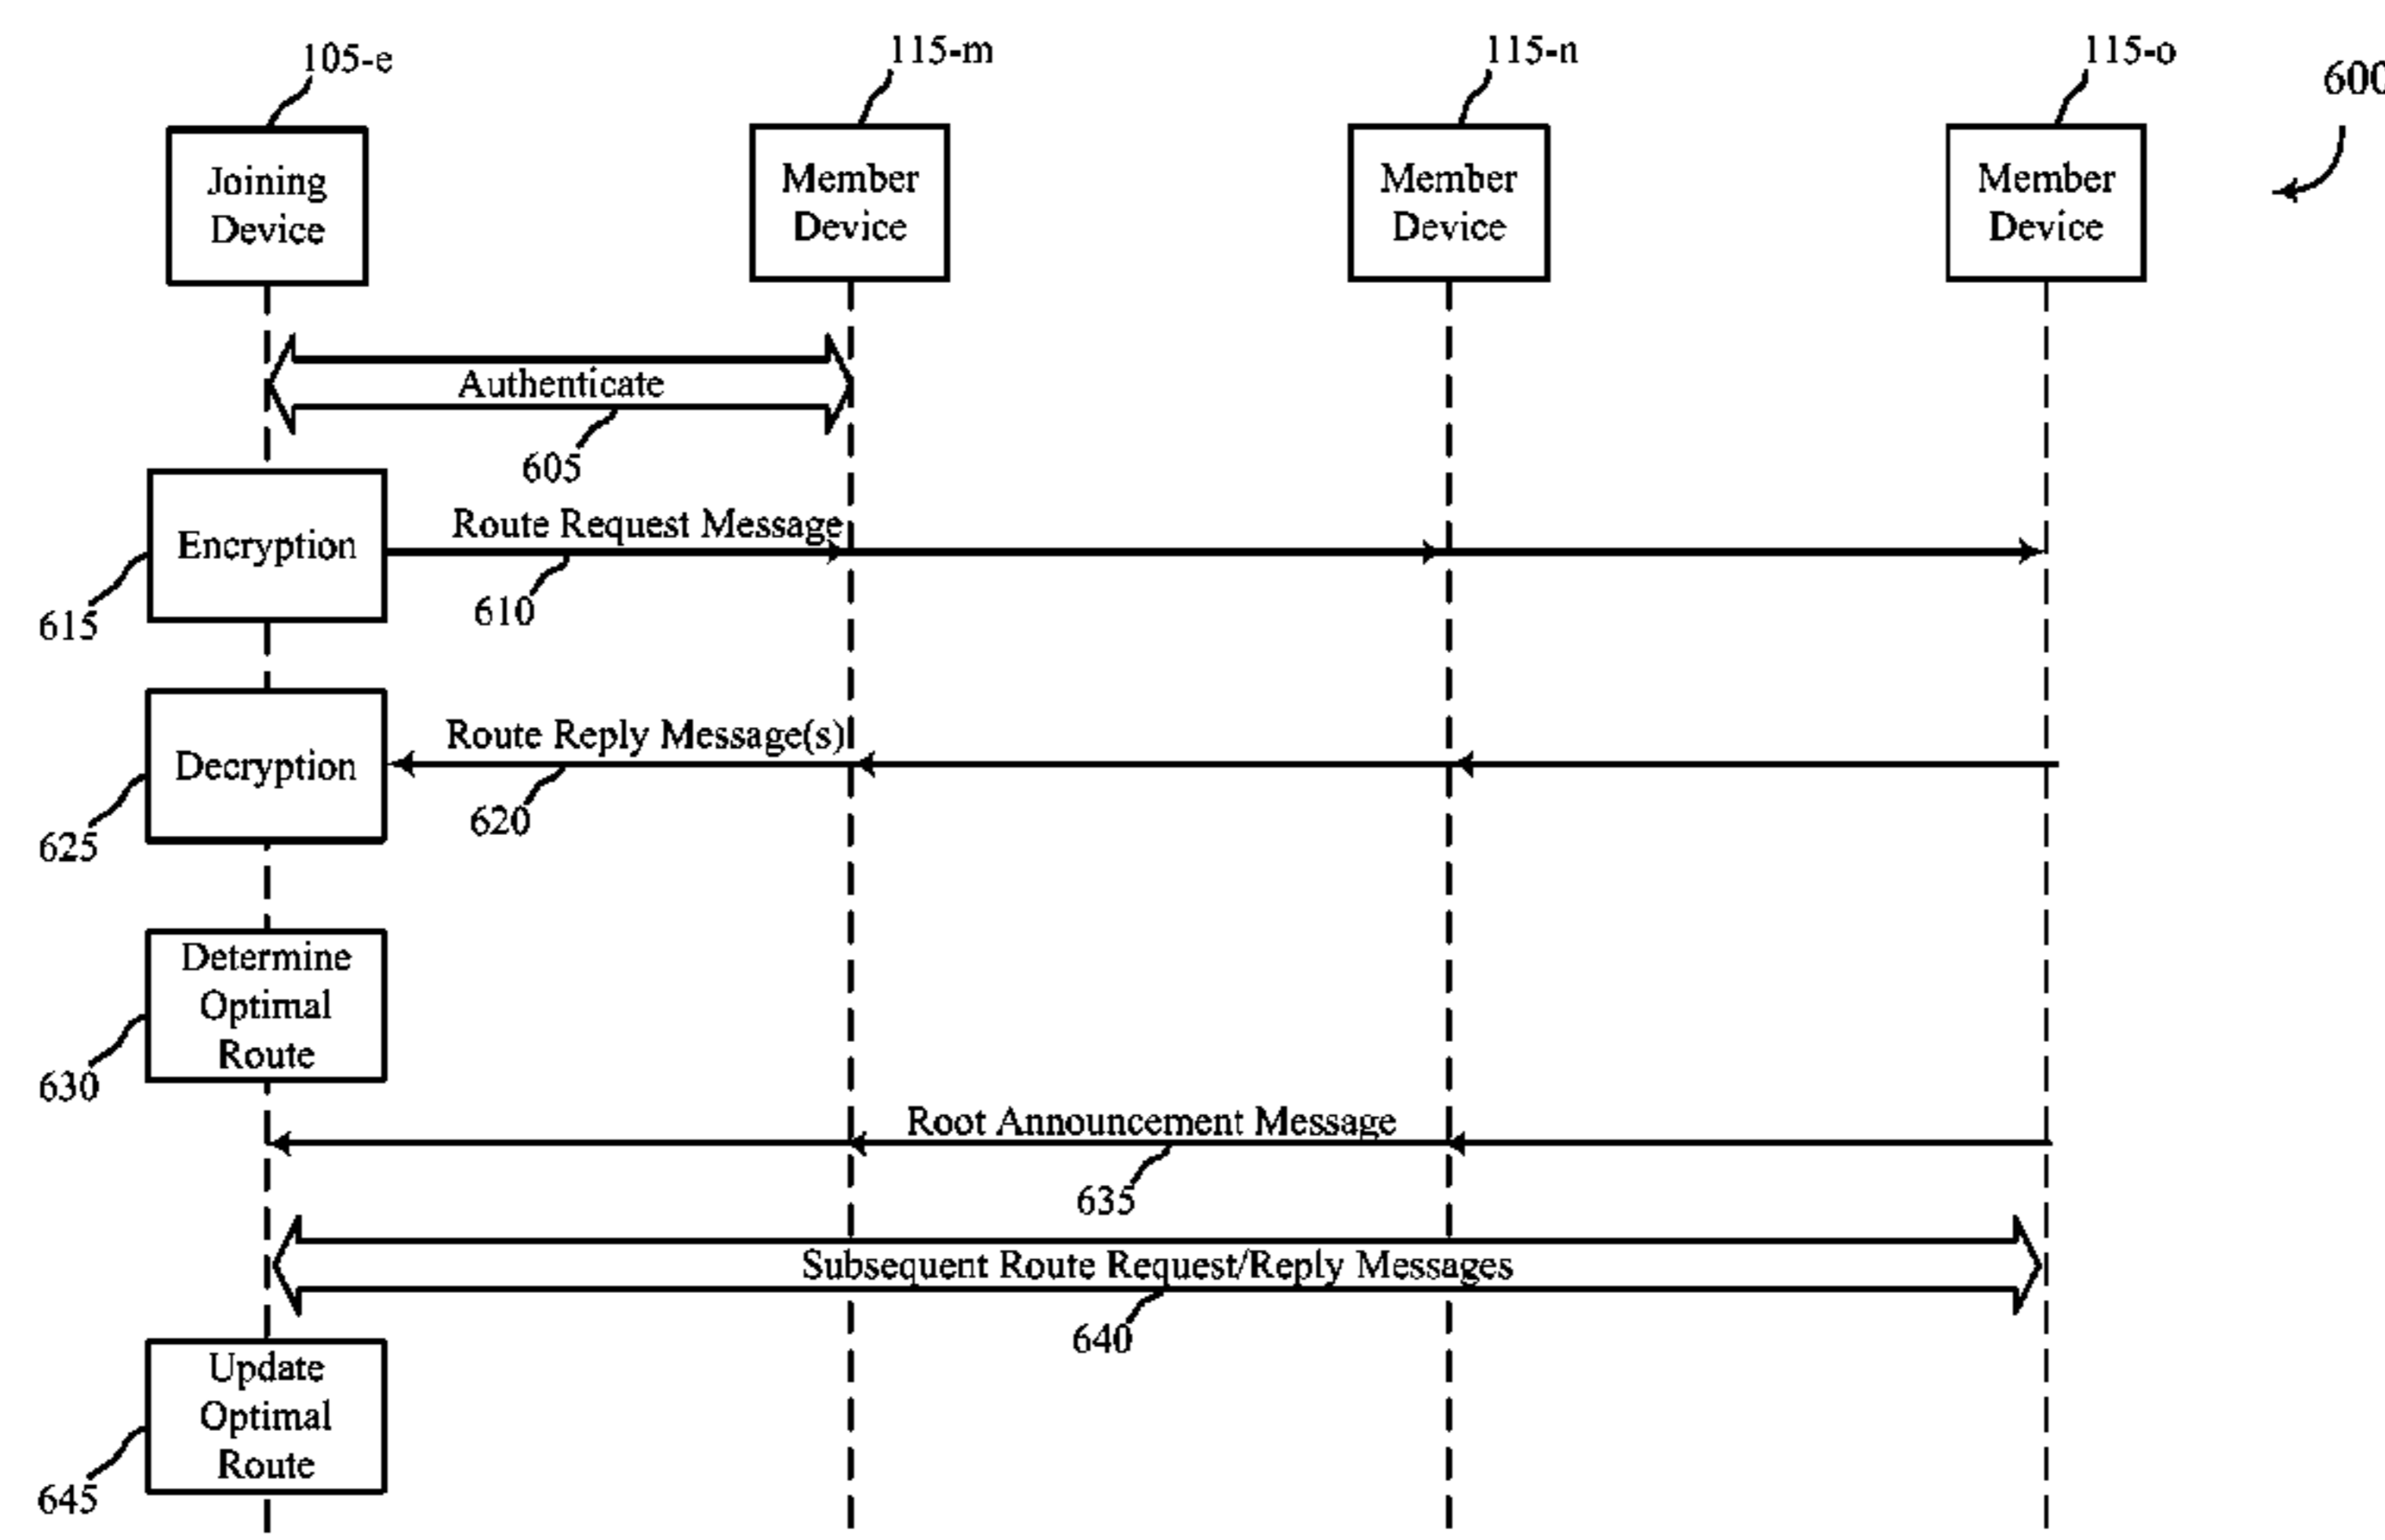 105-e
115-m
115-n
115-o
600
Joining
Device
Member
Device
Member
Device
Member
Device
Authenticate
605
Encryption
615
Route Request Message
610
Decryption
625
Route Reply Message(s)
620
Determine
Optimal
Route
630
Root Announcement Message
635
Subsequent Route Request/Reply Messages
640
Update
Optimal
Route
645